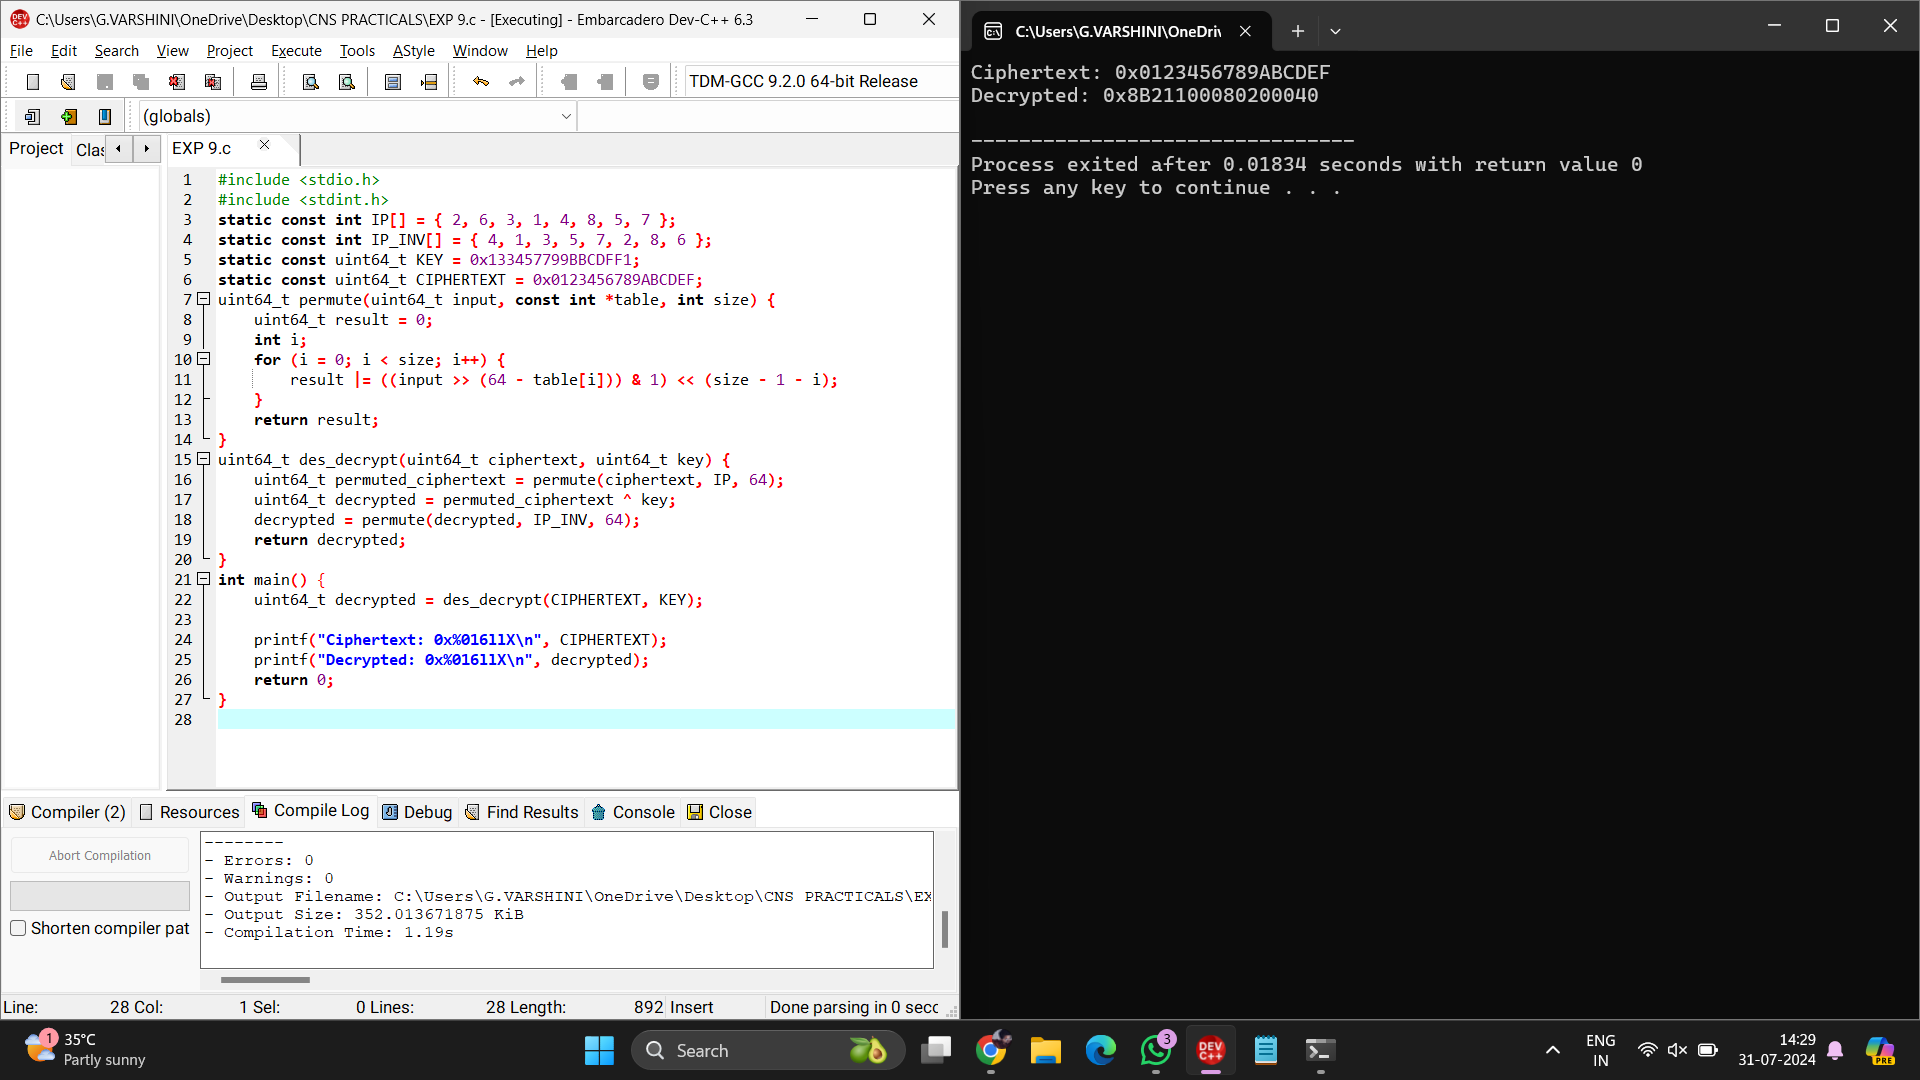 C:\Users\G.VARSHINI\OneDrive\Desktop\CNS PRACTICALS\EXP 9.c - [Executing] - Embarcadero Dev-C++ 6.3
File Edit Search View Project Execute Tools AStyle Window Help
TDM-GCC 9.2.0 64-bit Release
(globals)
Project Clas EXP 9.c
1 #include <stdio.h>
2 #include <stdint.h>
3 static const int IP[] = { 2, 6, 3, 1, 4, 8, 5, 7 };
4 static const int IP_INV[] = { 4, 1, 3, 5, 7, 2, 8, 6 };
5 static const uint64_t KEY = 0x133457799BBCDFF1;
6 static const uint64_t CIPHERTEXT = 0x0123456789ABCDEF;
7 uint64_t permute(uint64_t input, const int *table, int size) {
8 uint64_t result = 0;
9 int i;
10 for (i = 0; i < size; i++) {
11 result |= ((input >> (64 - table[i])) & 1) << (size - 1 - i);
12 }
13 return result;
14 }
15 uint64_t des_decrypt(uint64_t ciphertext, uint64_t key) {
16 uint64_t permuted_ciphertext = permute(ciphertext, IP, 64);
17 uint64_t decrypted = permuted_ciphertext ^ key;
18 decrypted = permute(decrypted, IP_INV, 64);
19 return decrypted;
20 }
21 int main() {
22 uint64_t decrypted = des_decrypt(CIPHERTEXT, KEY);
23
24 printf("Ciphertext: 0x%016llX\n", CIPHERTEXT);
25 printf("Decrypted: 0x%016llX\n", decrypted);
26 return 0;
27 }
28
Compiler (2) Resources Compile Log Debug Find Results Console Close
Abort Compilation
Shorten compiler pat
--------
- Errors: 0
- Warnings: 0
- Output Filename: C:\Users\G.VARSHINI\OneDrive\Desktop\CNS PRACTICALS\EX
- Output Size: 352.013671875 KiB
- Compilation Time: 1.19s
Line: 28 Col: 1 Sel: 0 Lines: 28 Length: 892 Insert Done parsing in 0 secc
C:\Users\G.VARSHINI\OneDriv
Ciphertext: 0x0123456789ABCDEF
Decrypted: 0x8B21100080200040
--------------------------------
Process exited after 0.01834 seconds with return value 0
Press any key to continue . . .
1
35°C
Partly sunny
Search
3
DEV C++
ENG
IN
14:29
31-07-2024
PRE